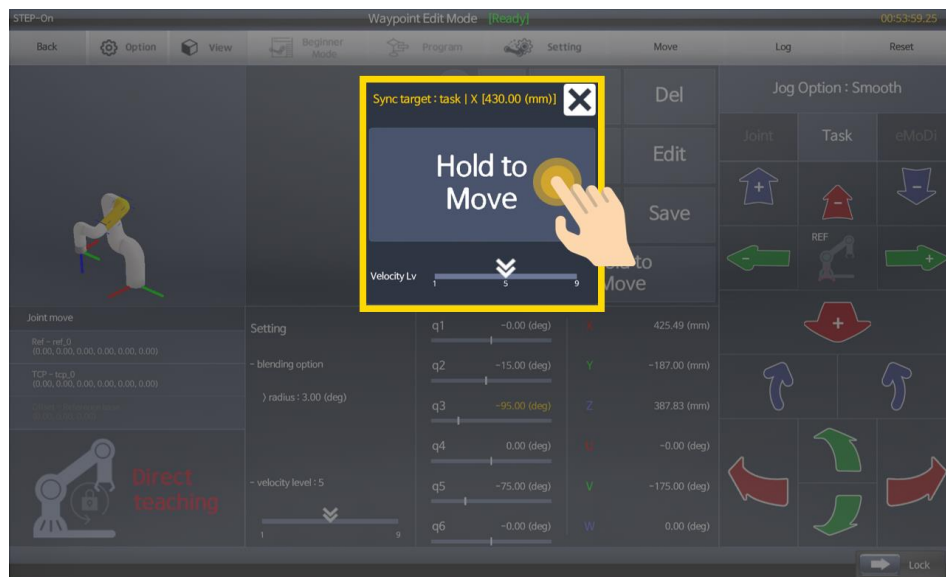 STEP-On
Waypoint Edit Mode [Ready]
00:53:59.25
Back
Option
View
Beginner
Mode
Program
Setting
Move
Log
Reset
Sync target : task | X [430.00 (mm)]
Hold to
Move
Velocity Lv
1
5
9
Del
Edit
Save
to
Move
Jog Option : Smooth
Joint
Task
eMoDi
+
-
-
-
REF
+
+
Joint move
Ref - ref_0
(0.00, 0.00, 0.00, 0.00, 0.00, 0.00)
TCP - tcp_0
(0.00, 0.00, 0.00, 0.00, 0.00, 0.00)
Direct
teaching
Setting
- blending option
) radius : 3.00 (deg)
- velocity level : 5
1
9
q1 -0.00 (deg)
q2 -15.00 (deg)
q3 -95.00 (deg)
q4 0.00 (deg)
q5 -75.00 (deg)
q6 -0.00 (deg)
X 425.49 (mm)
Y -187.00 (mm)
Z 387.83 (mm)
U -0.00 (deg)
V -175.00 (deg)
W 0.00 (deg)
Lock